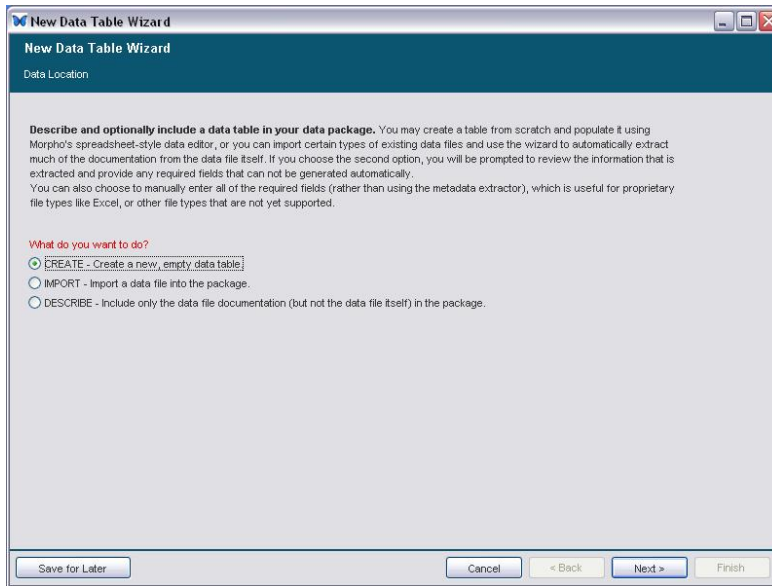 New Data Table Wizard
New Data Table Wizard
Data Location
Describe and optionally include a data table in your data package. You may create a table from scratch and populate it using
Morpho's spreadsheet-style data editor, or you can import certain types of existing data files and use the wizard to automatically extract
much of the documentation from the data file itself. If you choose the second option, you will be prompted to review the information that is
extracted and provide any required fields that can not be generated automatically.
You can also choose to manually enter all of the required fields (rather than using the metadata extractor), which is useful for proprietary
file types like Excel, or other file types that are not yet supported.
What do you want to do?
CREATE - Create a new, empty data table.
IMPORT - Import a data file into the package.
DESCRIBE - Include only the data file documentation (but not the data file itself) in the package.
Save for Later Cancel < Back Next > Finish